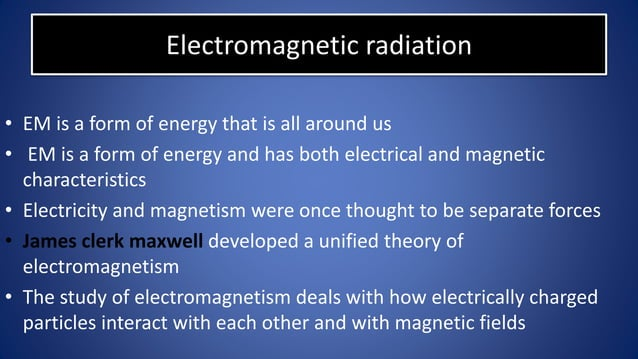 Electromagnetic radiation
• EM is a form of energy that is all around us
• EM is a form of energy and has both electrical and magnetic
characteristics
• Electricity and magnetism were once thought to be separate forces
• James clerk maxwell developed a unified theory of
electromagnetism
• The study of electromagnetism deals with how electrically charged
particles interact with each other and with magnetic fields